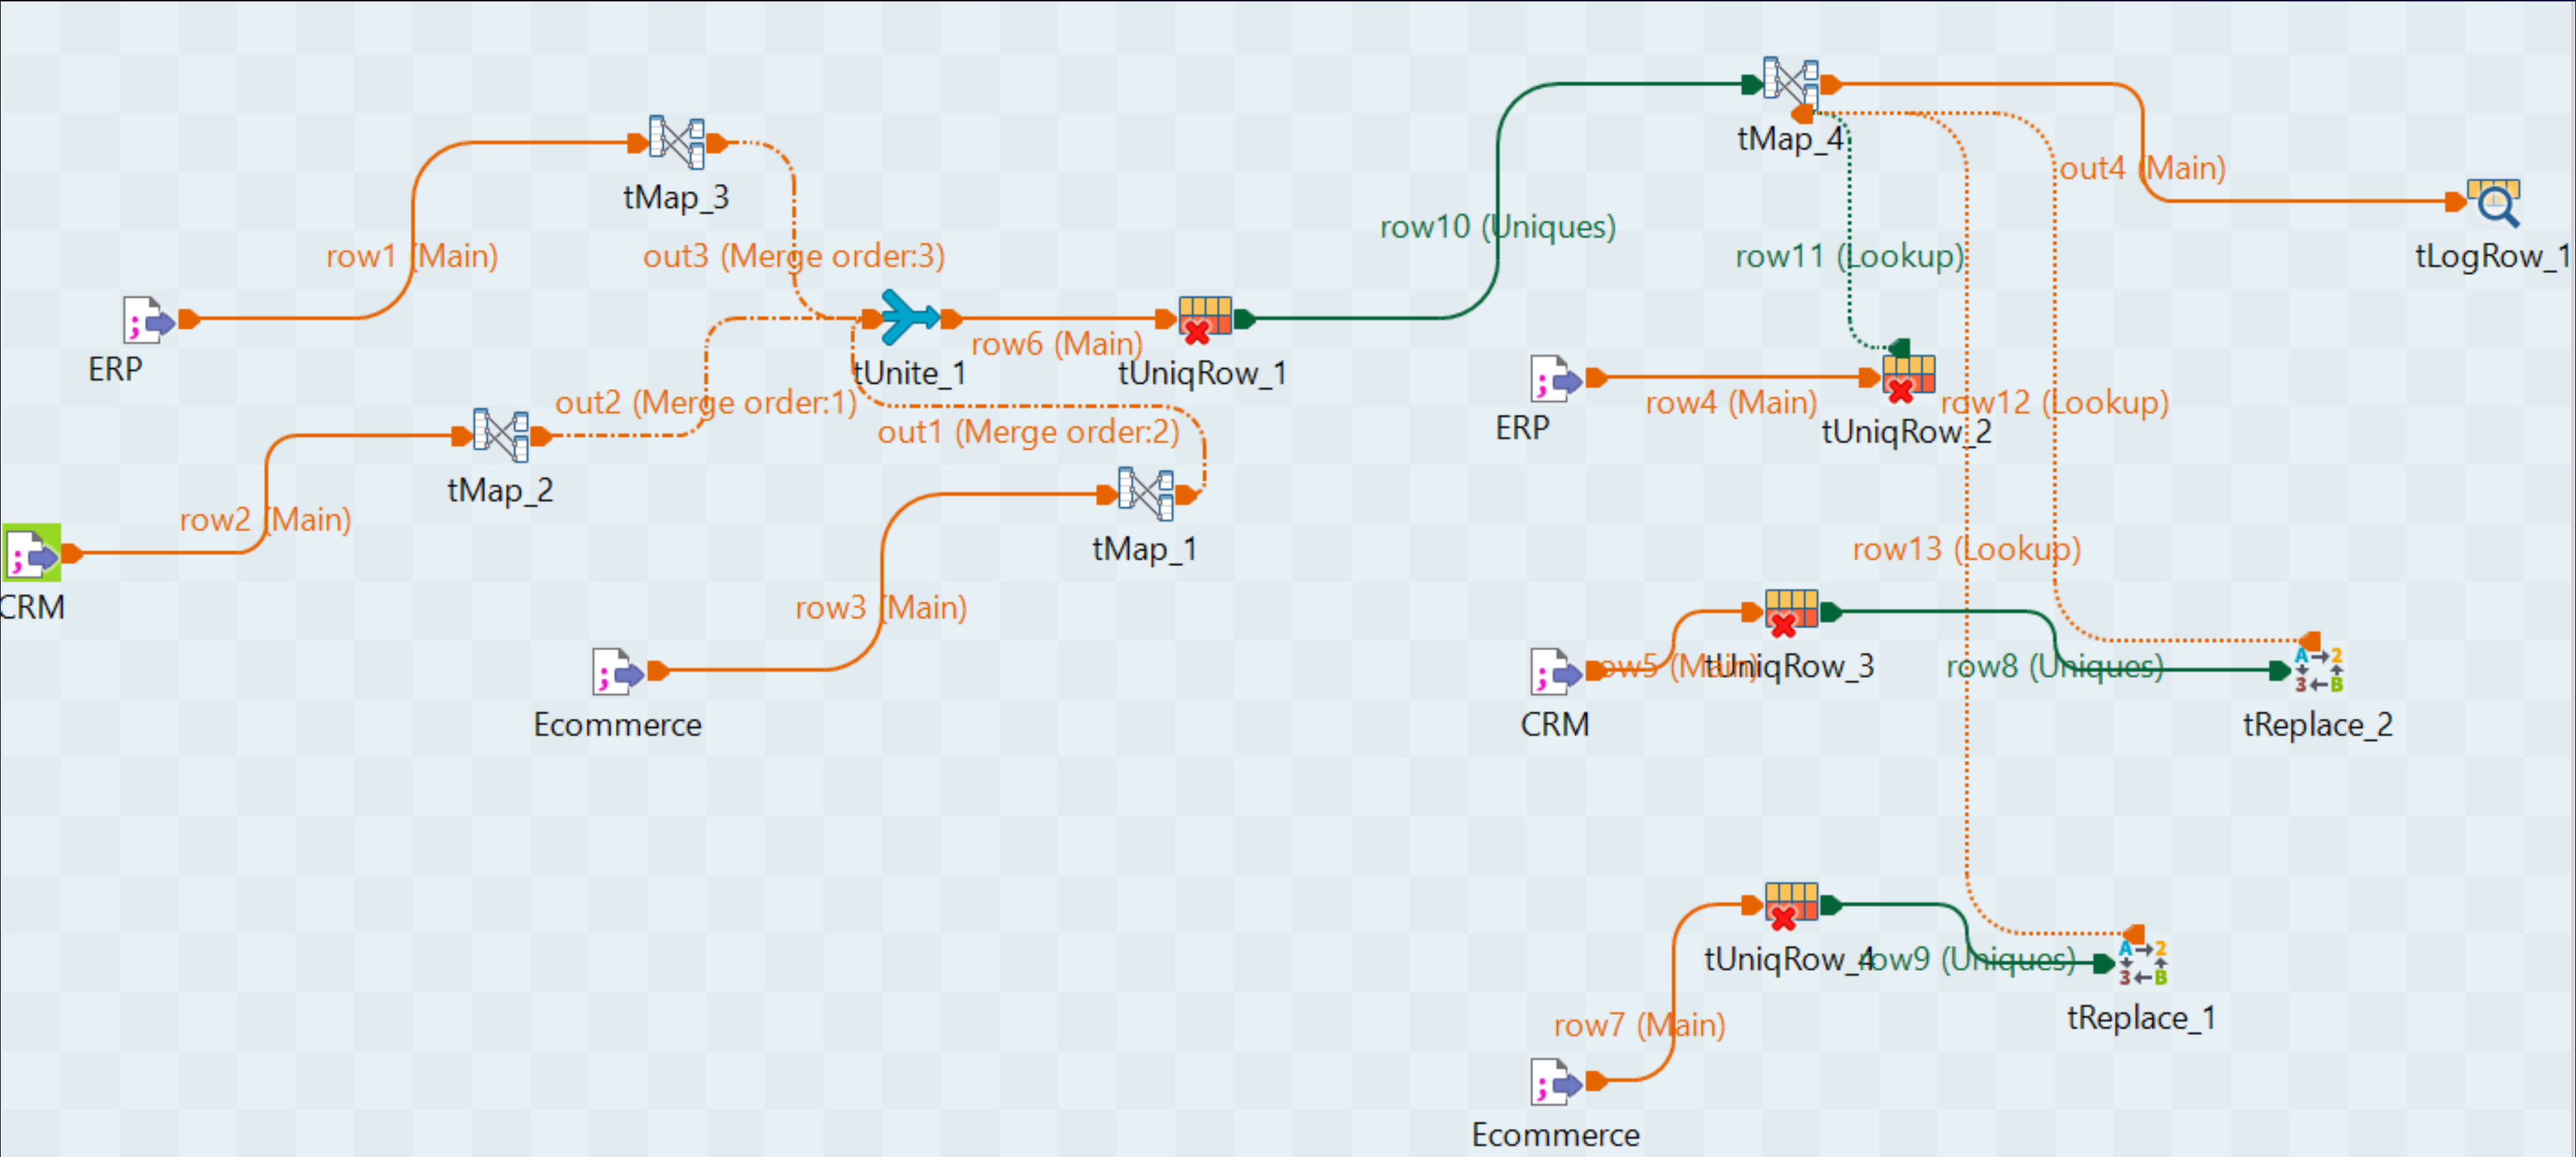 tMap_4
tMap_3
out4 (Main)
row10 (Uniques)
row1 (Main)
out3 (Merge order:3)
row11 (Lookup)
tLogRow_1
row6 (Main)
ERP
tUnite_1
tUniqRow_1
out2 (Merge order:1)
row4 (Main)
row12 (Lookup)
ERP
out1 (Merge order:2)
tUniqRow_2
tMap_2
row2 (Main)
tMap_1
row13 (Lookup)
CRM
row3 (Main)
row5 (Main)
tUniqRow_3
row8 (Uniques)
Ecommerce
CRM
tReplace_2
tUniqRow_4
row9 (Uniques)
row7 (Main)
tReplace_1
Ecommerce